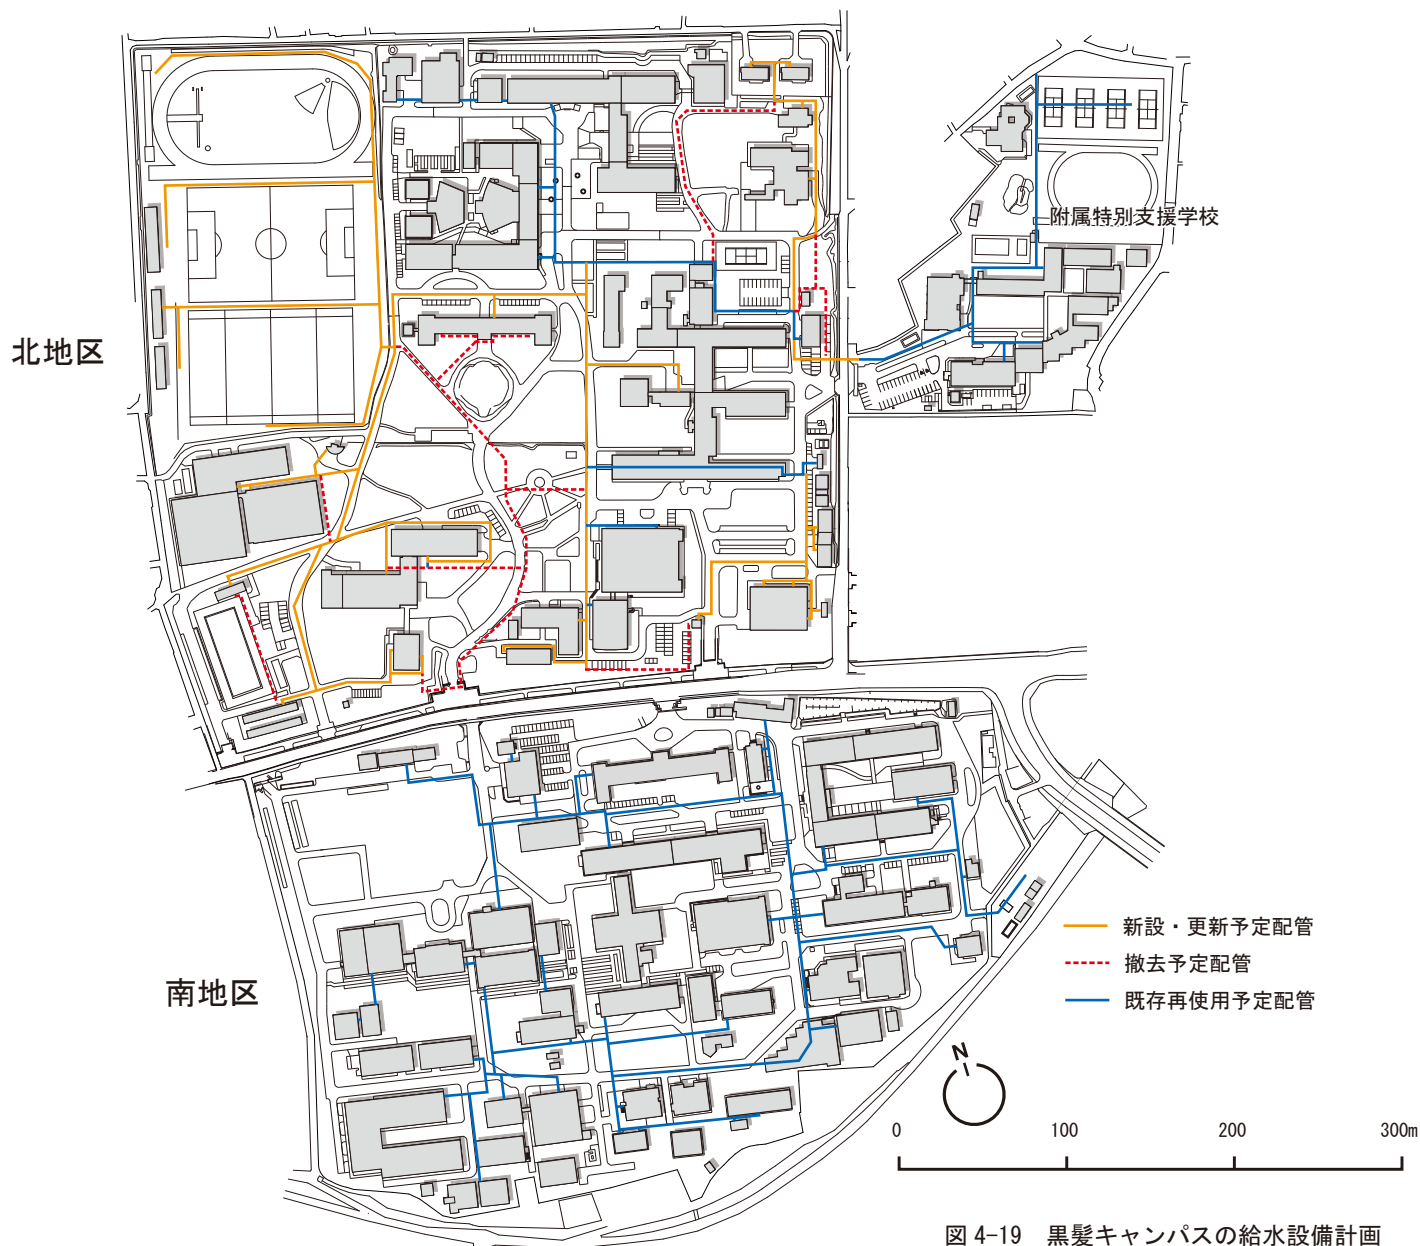 附属特別支援学校
北地区
新設・更新予定配管
撤去予定配管
南地区
既存再使用予定配管
N
0 100 200 300m
図 4-19 黒髪キャンパスの給水設備計画